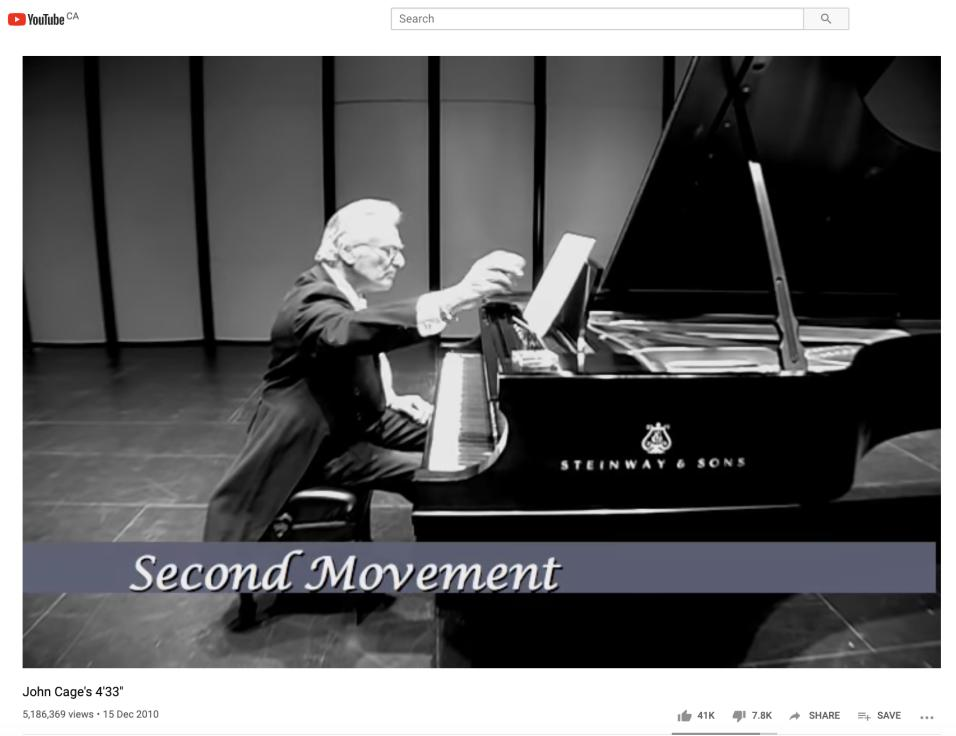 YouTube CA
Search
STEINWAY & SONS
Second Movement
John Cage's 4'33"
5,186,369 views • 15 Dec 2010
41K 7.8K SHARE SAVE